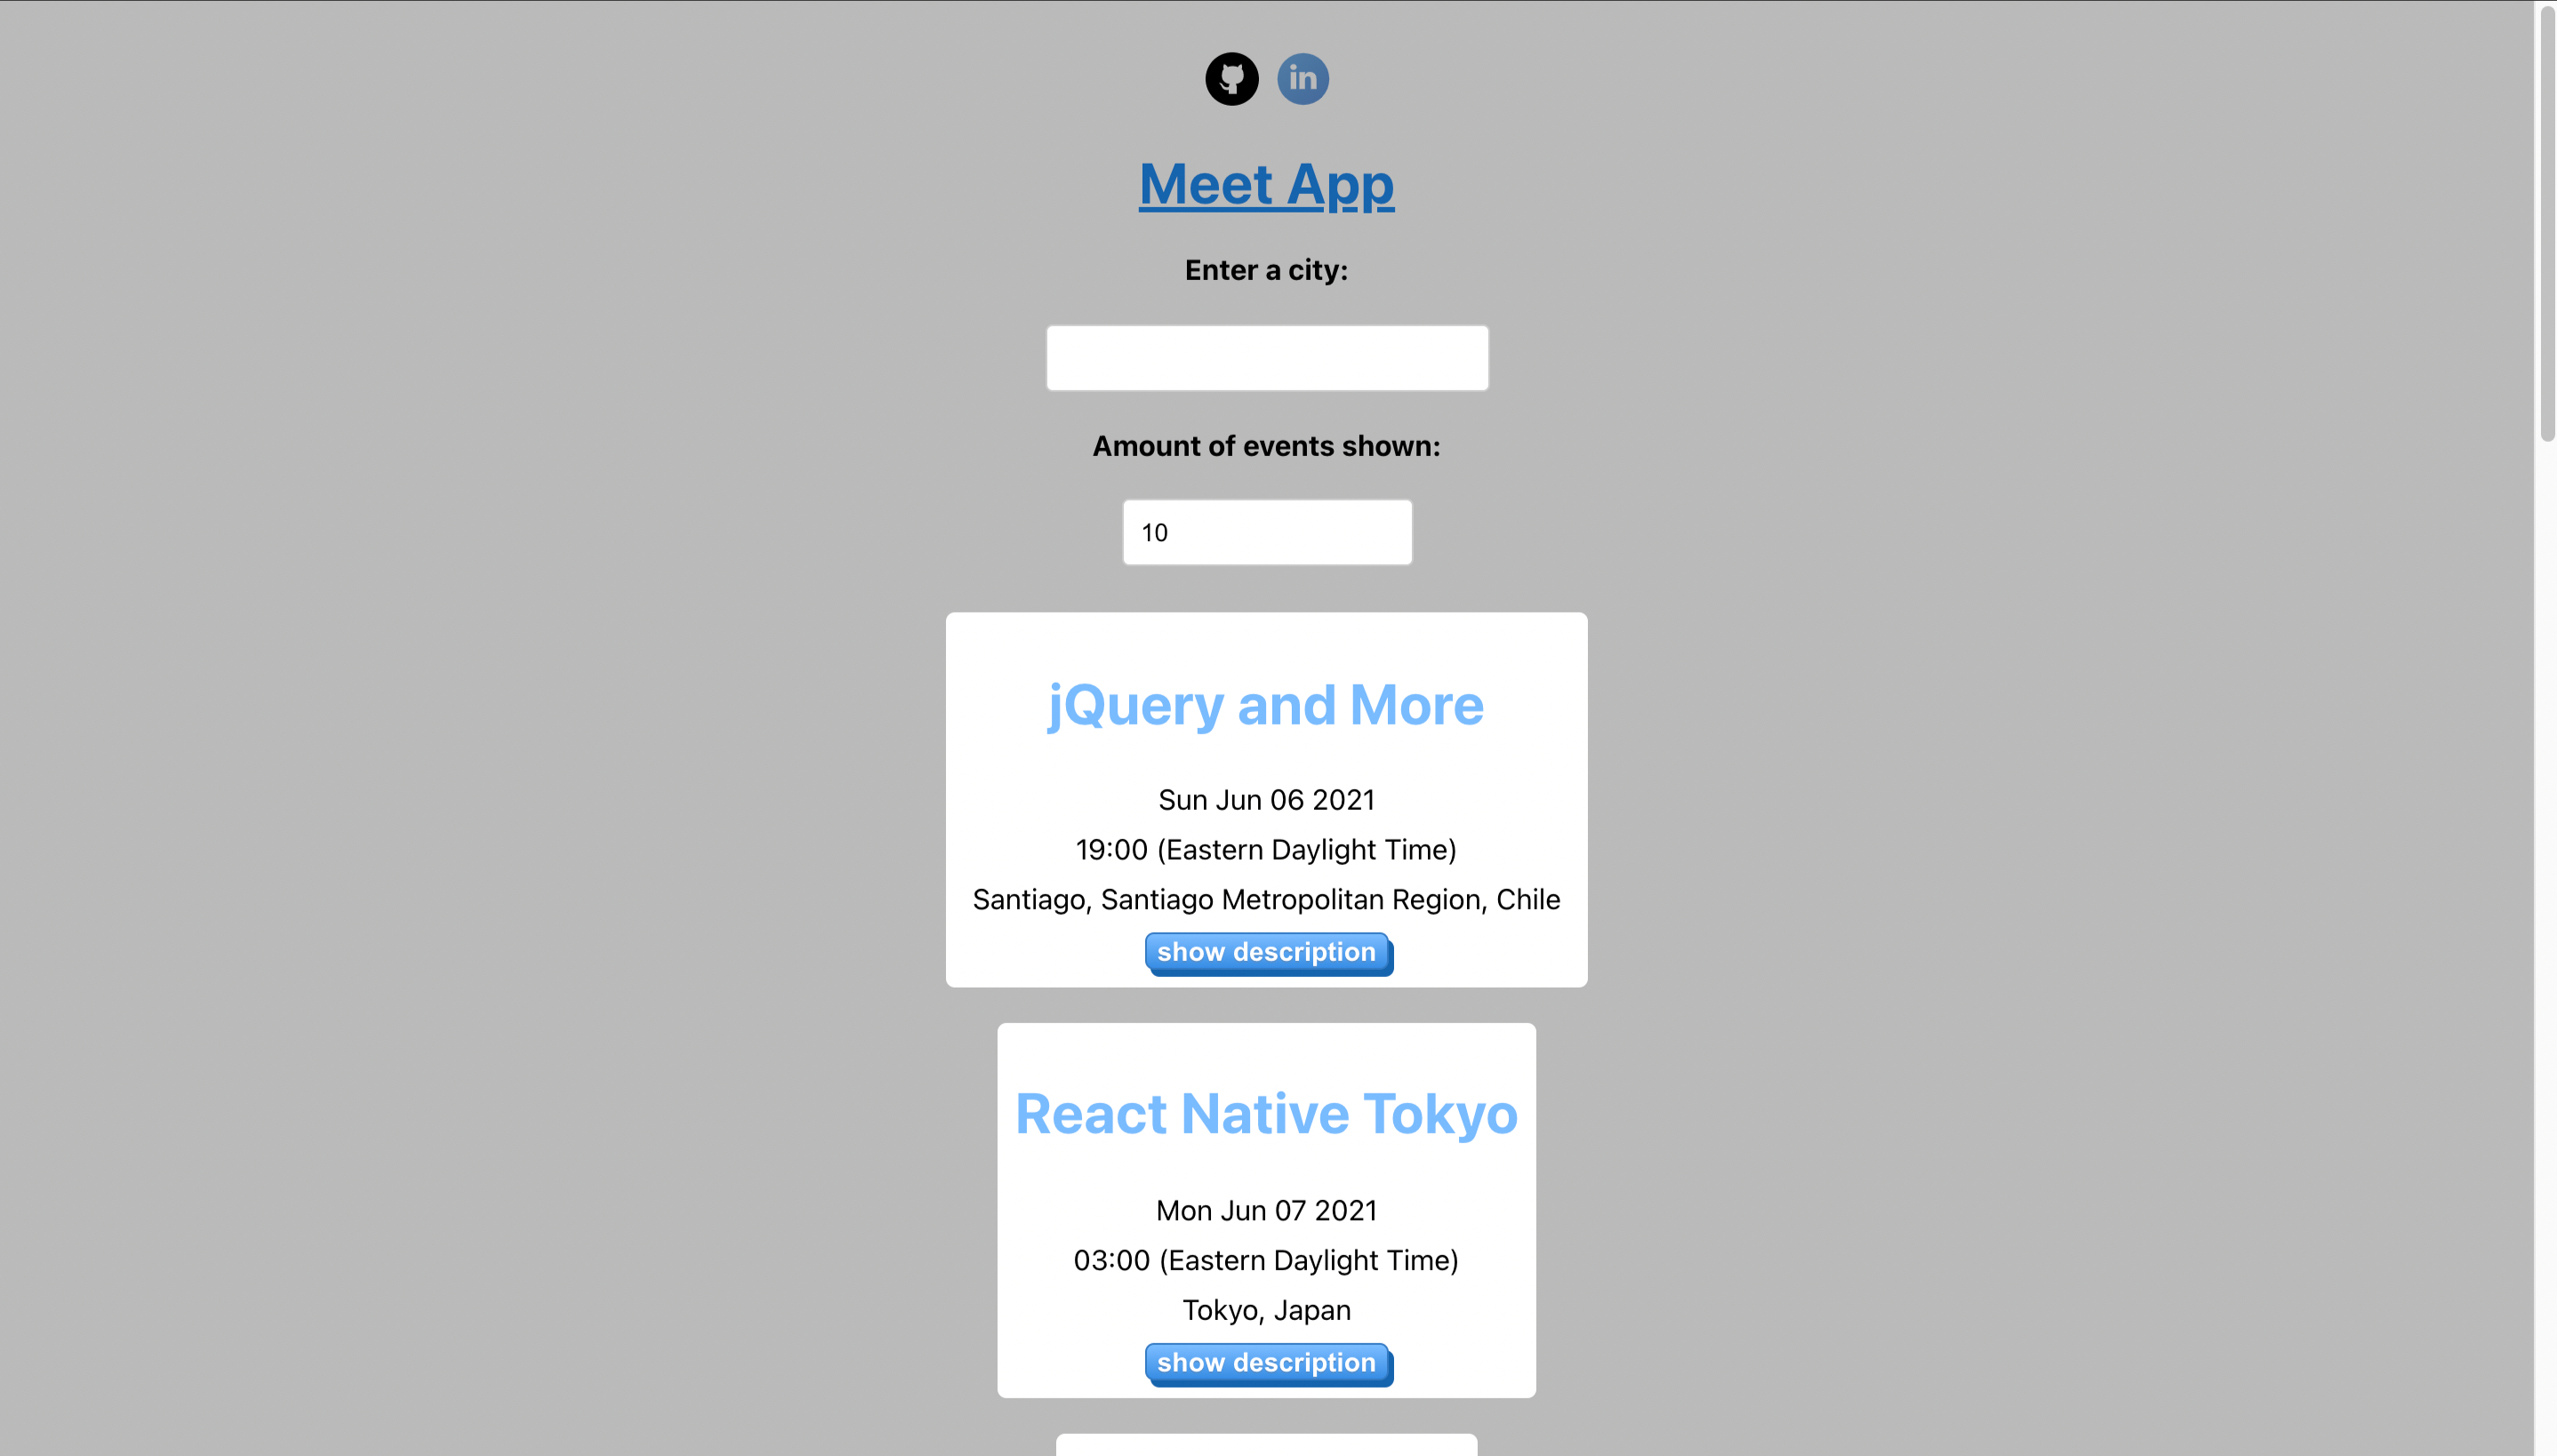 in
Meet App
Enter a city:
Amount of events shown:
10
jQuery and More
Sun Jun 06 2021
19:00 (Eastern Daylight Time)
Santiago, Santiago Metropolitan Region, Chile
show description
React Native Tokyo
Mon Jun 07 2021
03:00 (Eastern Daylight Time)
Tokyo, Japan
show description